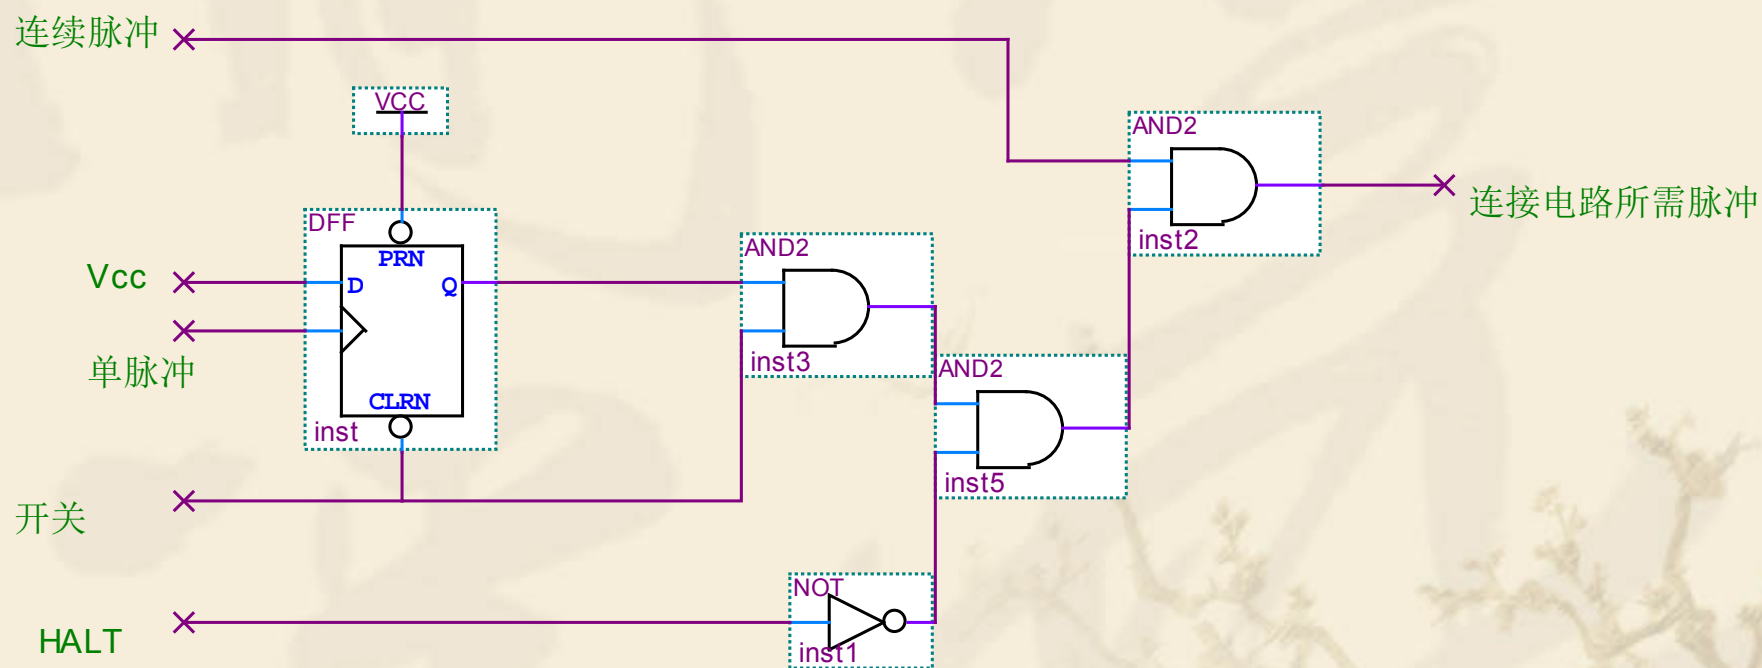 连续脉冲
VCC
AND2
inst2
连接电路所需脉冲
DFF
PRN
D
Q
CLRN
inst
Vcc
单脉冲
AND2
inst3
AND2
inst5
开关
NOT
inst1
HALT